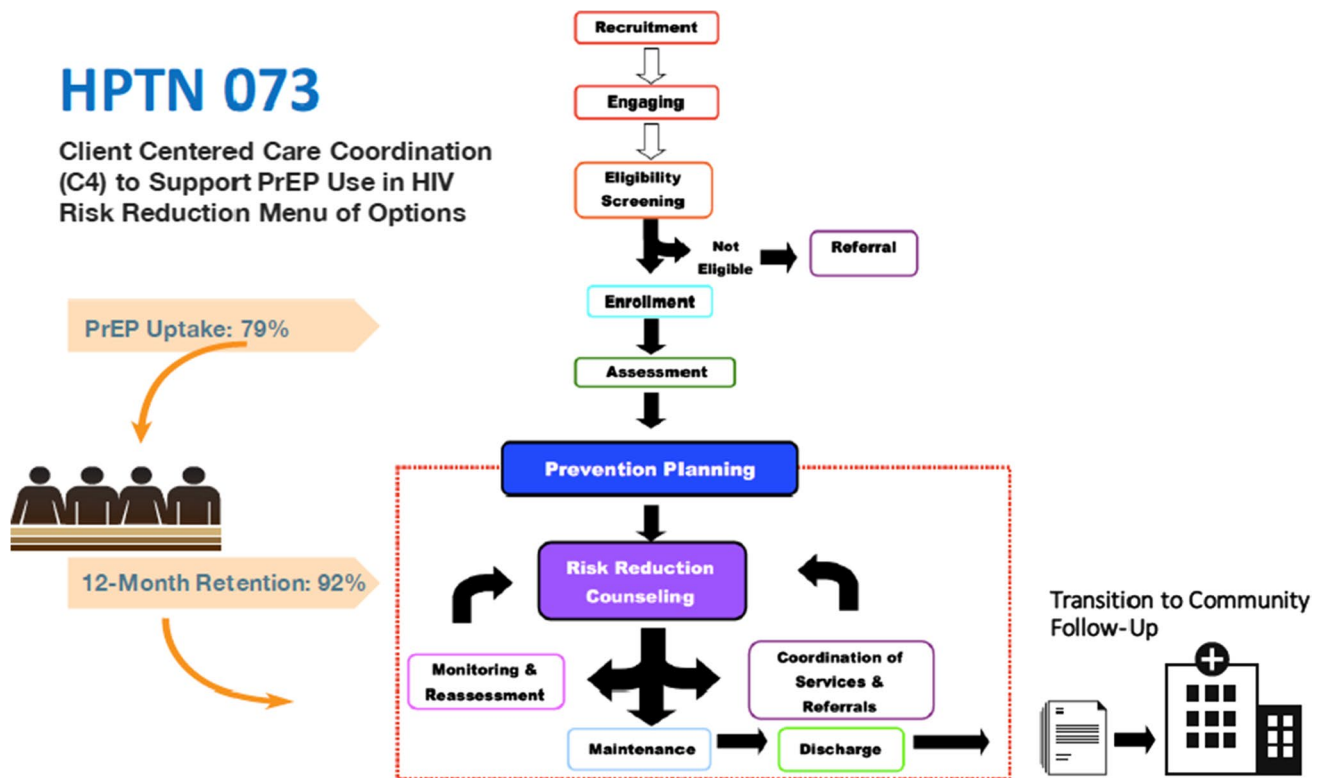 HPTN 073
Client Centered Care Coordination
(C4) to Support PrEP Use in HIV
Risk Reduction Menu of Options
Recruitment
Engaging
Eligibility
Screening
Not
Eligible
Referral
Enrollment
PrEP Uptake: 79%
Assessment
Prevention Planning
Risk Reduction
Counseling
12-Month Retention: 92%
Monitoring &
Reassessment
Coordination of
Services &
Referrals
Maintenance
Discharge
Transition to Community
Follow-Up